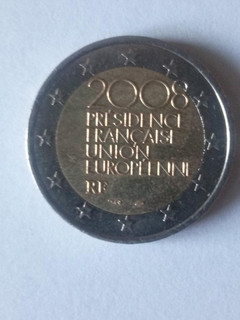 2008
PRÉSIDENCE
FRANÇAISE
UNION
EUROPÉENNE
RF